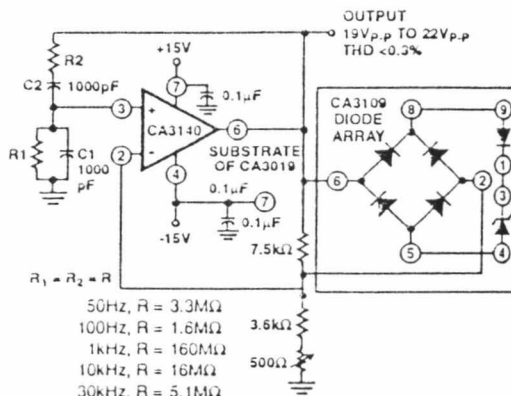 OUTPUT
19Vp.p TO 22Vp.p
THD <0.3%
+15V
R2
C2 1000pF
7
0.1μF
3
+
CA3140
6
2
−
4
SUBSTRATE
OF CA3019
R1
C1
1000
pF
0.1μF
7
0.1μF
-15V
CA3109
DIODE
ARRAY
8
9
6
1
2
3
5
4
7.5kΩ
R1 = R2 = R
3.6kΩ
500Ω
50Hz, R = 3.3MΩ
100Hz, R = 1.6MΩ
1kHz, R = 160MΩ
10kHz, R = 16MΩ
30kHz, R = 5.1MΩ